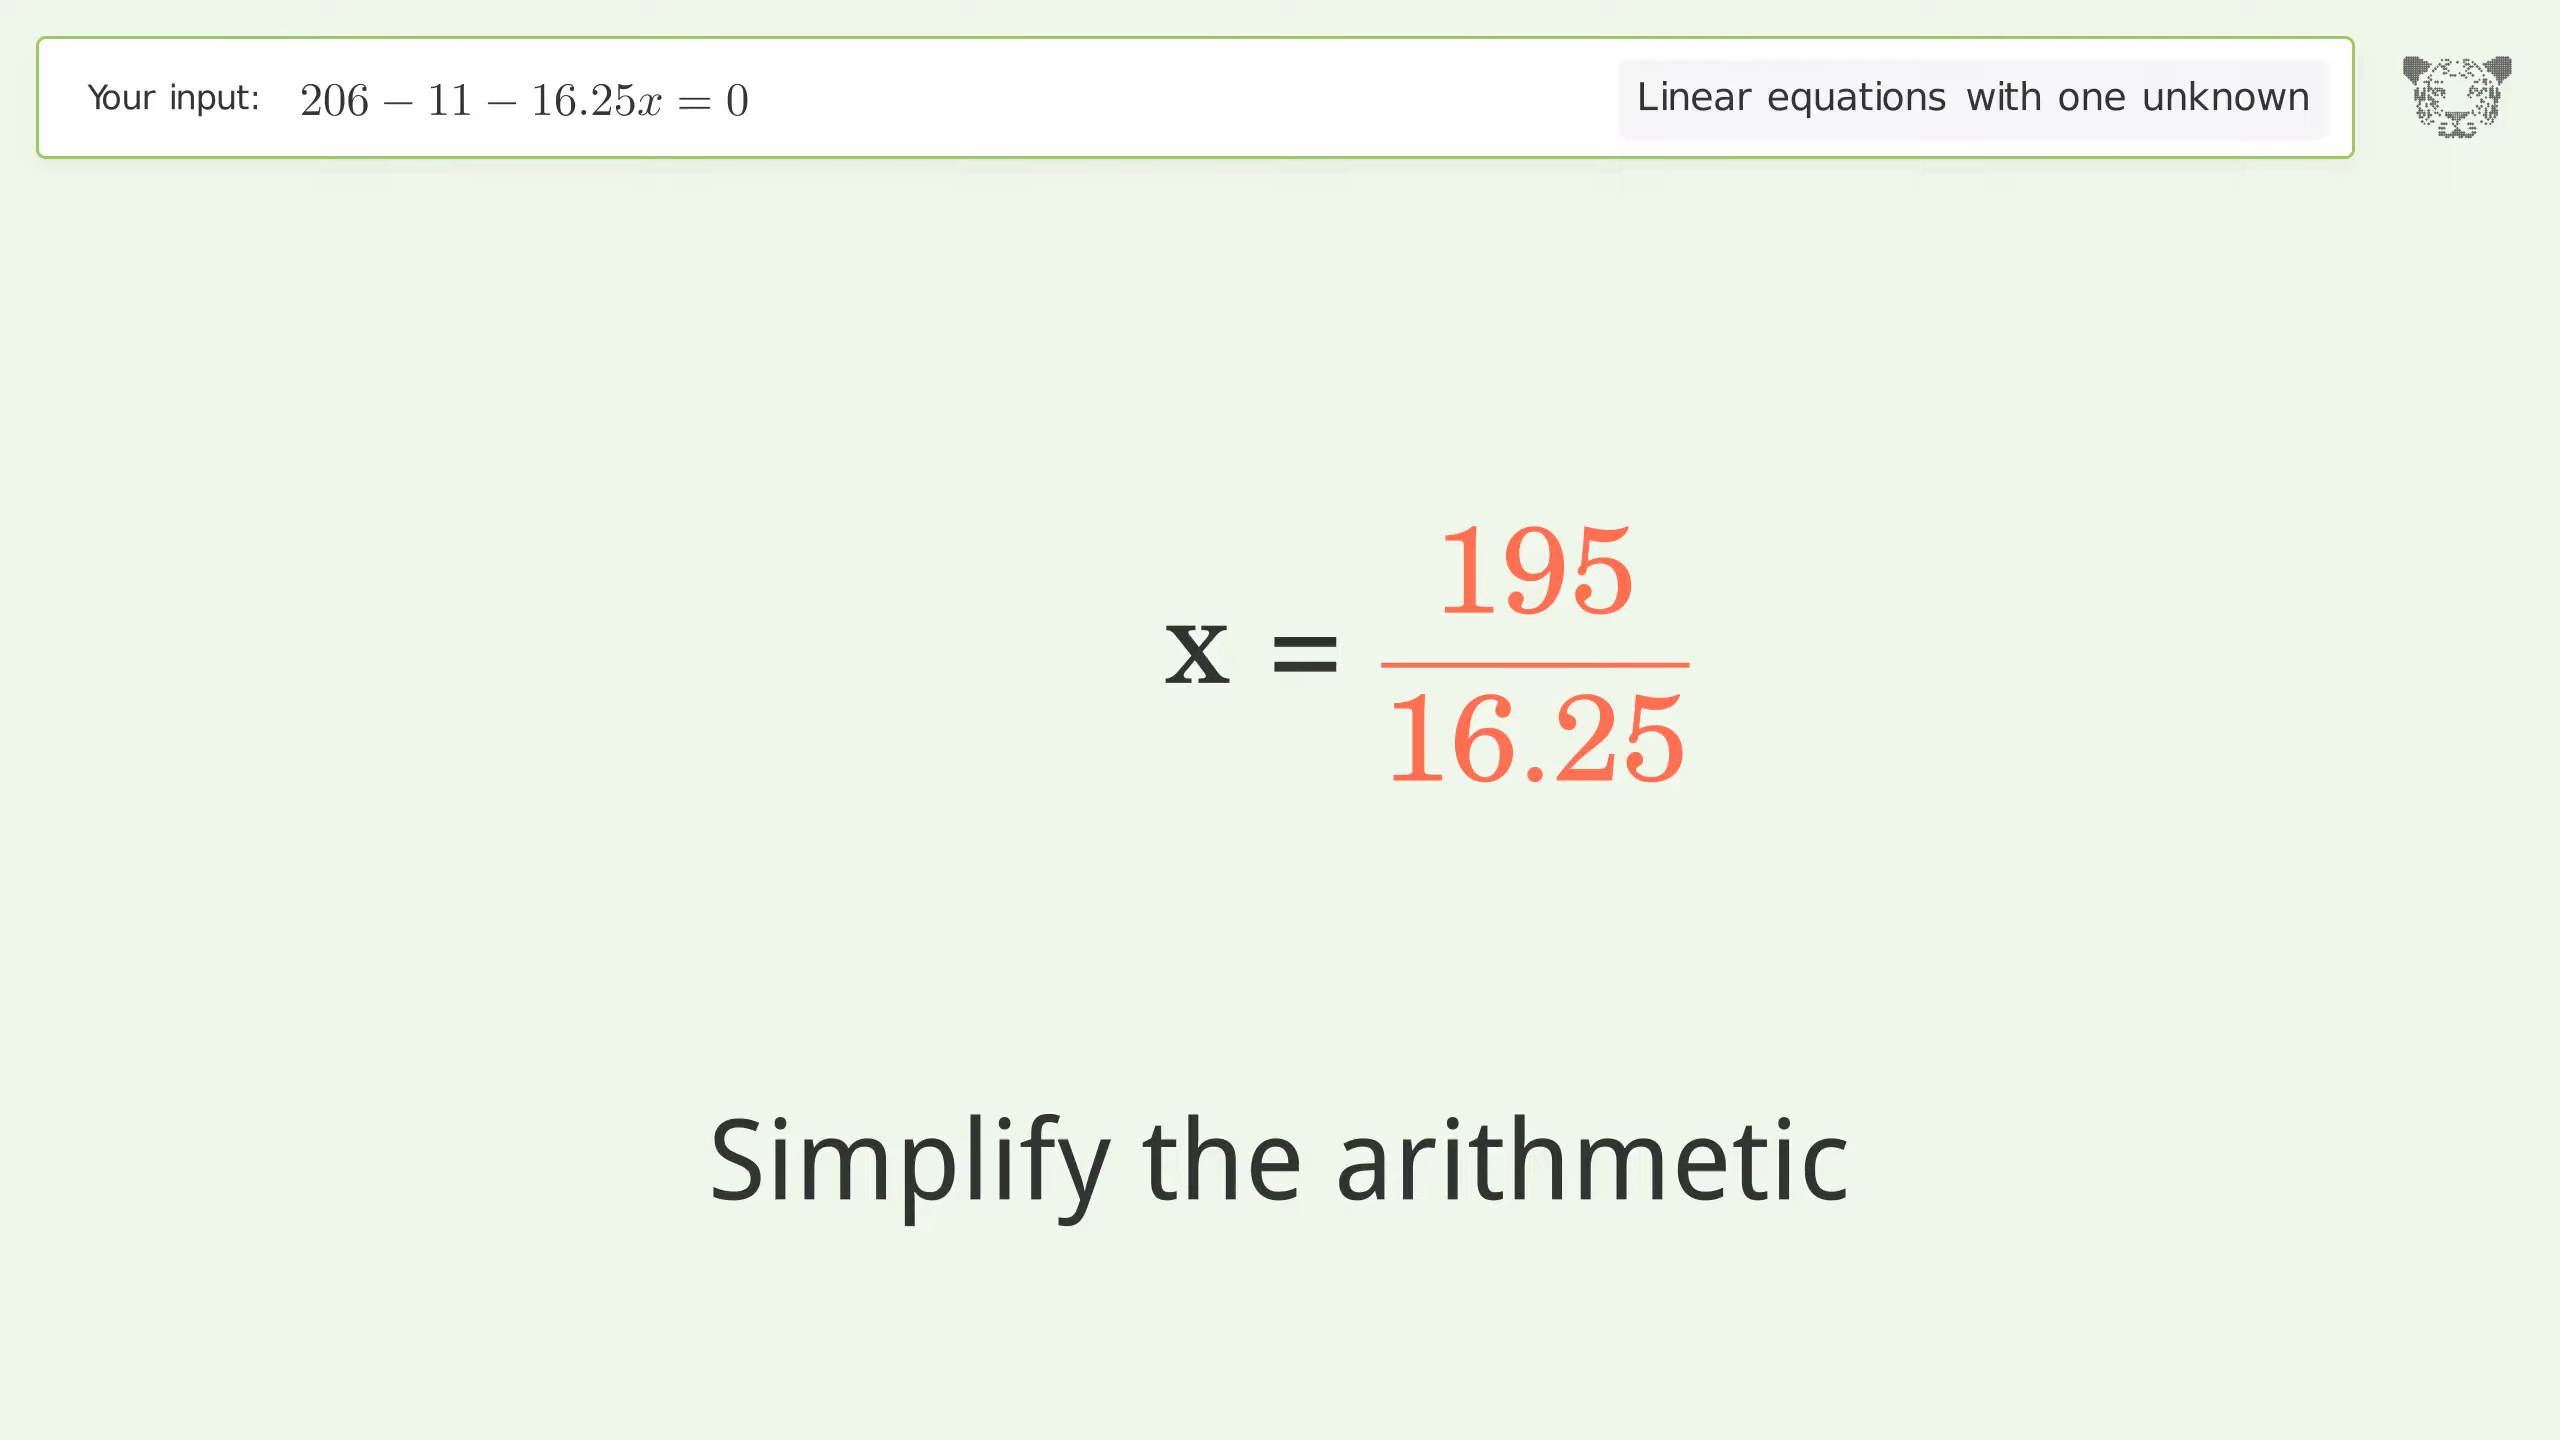 Your input: 206 − 11 − 16.25x = 0
Linear equations with one unknown
x = 195/16.25
Simplify the arithmetic